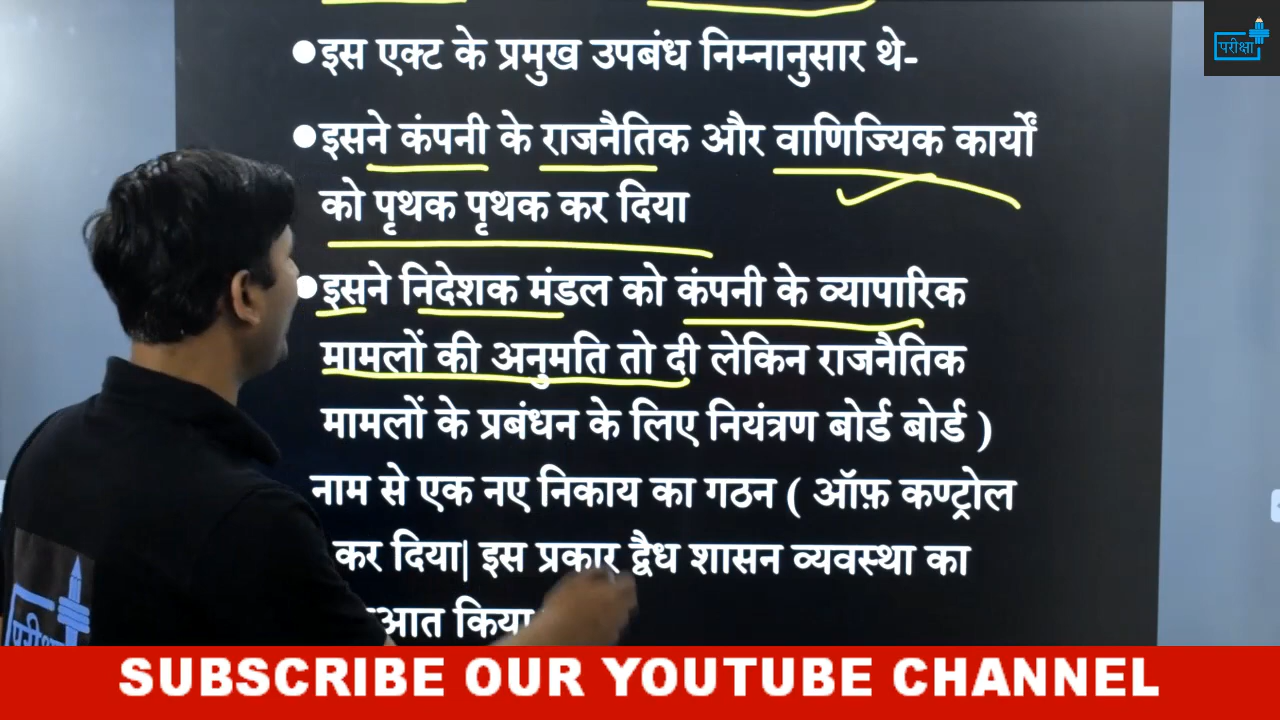 परीक्षा
●इस एक्ट के प्रमुख उपबंध निम्नानुसार थे-
●इसने कंपनी के राजनैतिक और वाणिज्यिक कार्यों
को पृथक पृथक कर दिया
●इसने निदेशक मंडल को कंपनी के व्यापारिक
मामलों की अनुमति तो दी लेकिन राजनैतिक
मामलों के प्रबंधन के लिए नियंत्रण बोर्ड बोर्ड )
नाम से एक नए निकाय का गठन ( ऑफ़ कण्ट्रोल
कर दिया| इस प्रकार द्वैध शासन व्यवस्था का
किया
SUBSCRIBE OUR YOUTUBE CHANNEL